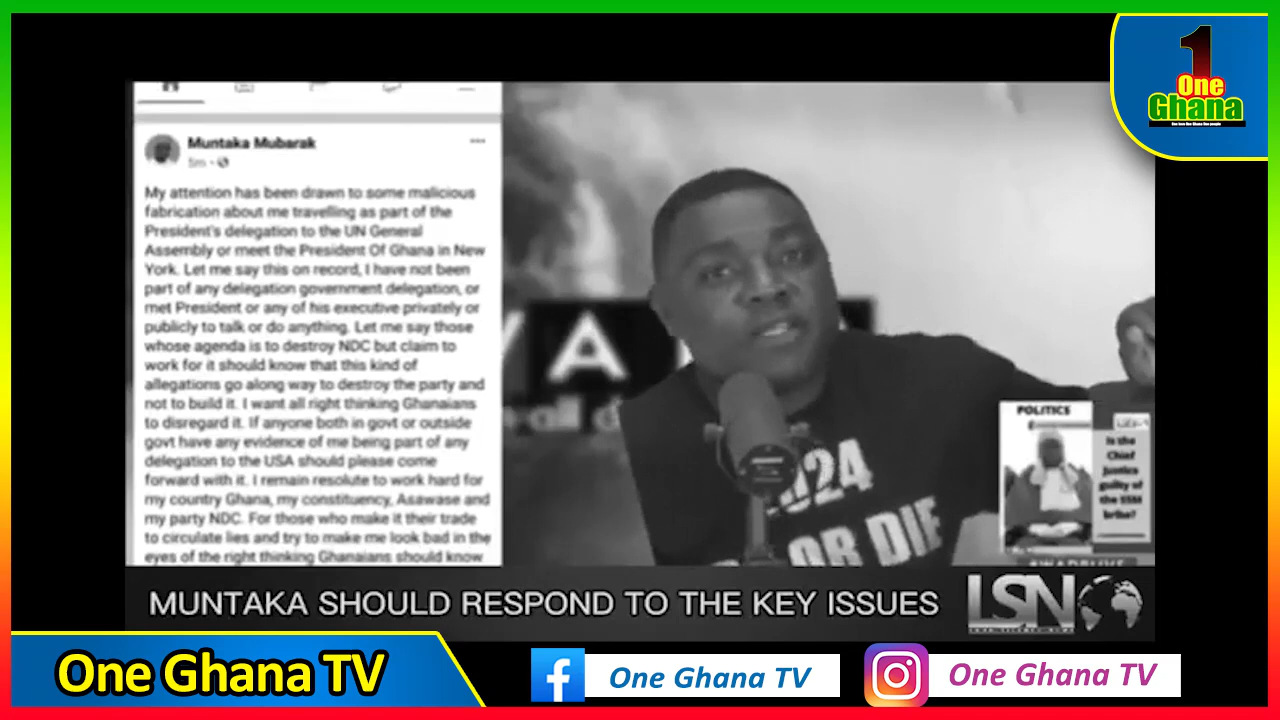 1
One
Ghana
Muntaka Mubarak
5m
My attention has been drawn to some malicious
fabrication about me travelling as part of the
President's delegation to the UN General
Assembly or meet the President Of Ghana in New
York. Let me say this on record, I have not been
part of any delegation government delegation, or
met President or any of his executive privately or
publicly to talk or do anything. Let me say those
whose agenda is to destroy NDC but claim to
work for it should know that this kind of
allegations go along way to destroy the party and
not to build it. I want all right thinking Ghanaians
to disregard it. If anyone both in govt or outside
govt have any evidence of me being part of any
delegation to the USA should please come
forward with it. I remain resolute to work hard for
my country Ghana, my constituency, Asawase and
my party NDC. For those who make it their trade
to circulate lies and try to make me look bad in the
eyes of the right thinking Ghanaians should know
2024
OR DIE
POLITICS
Is the
Chief
Justice
guilty of
the $5M
bribe?
MUNTAKA SHOULD RESPOND TO THE KEY ISSUES
LSN
One Ghana TV
One Ghana TV
One Ghana TV